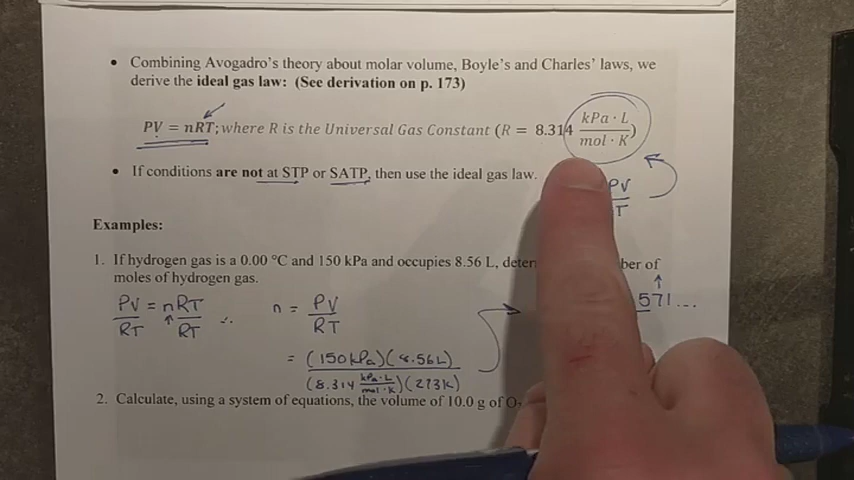 • Combining Avogadro's theory about molar volume, Boyle's and Charles' laws, we
derive the ideal gas law: (See derivation on p. 173)
PV = nRT; where R is the Universal Gas Constant (R = 8.314 kPa · L / mol · K)
• If conditions are not at STP or SATP, then use the ideal gas law.
PV / T
Examples:
1. If hydrogen gas is a 0.00 °C and 150 kPa and occupies 8.56 L, ber of
moles of hydrogen gas.
PV / RT = nRT / RT ∴ n = PV / RT
571...
= (150 kPa)(8.56L) / (8.314 kPa·L / mol·K)(273K)
2. Calculate, using a system of equations, the volume of 10.0 g of